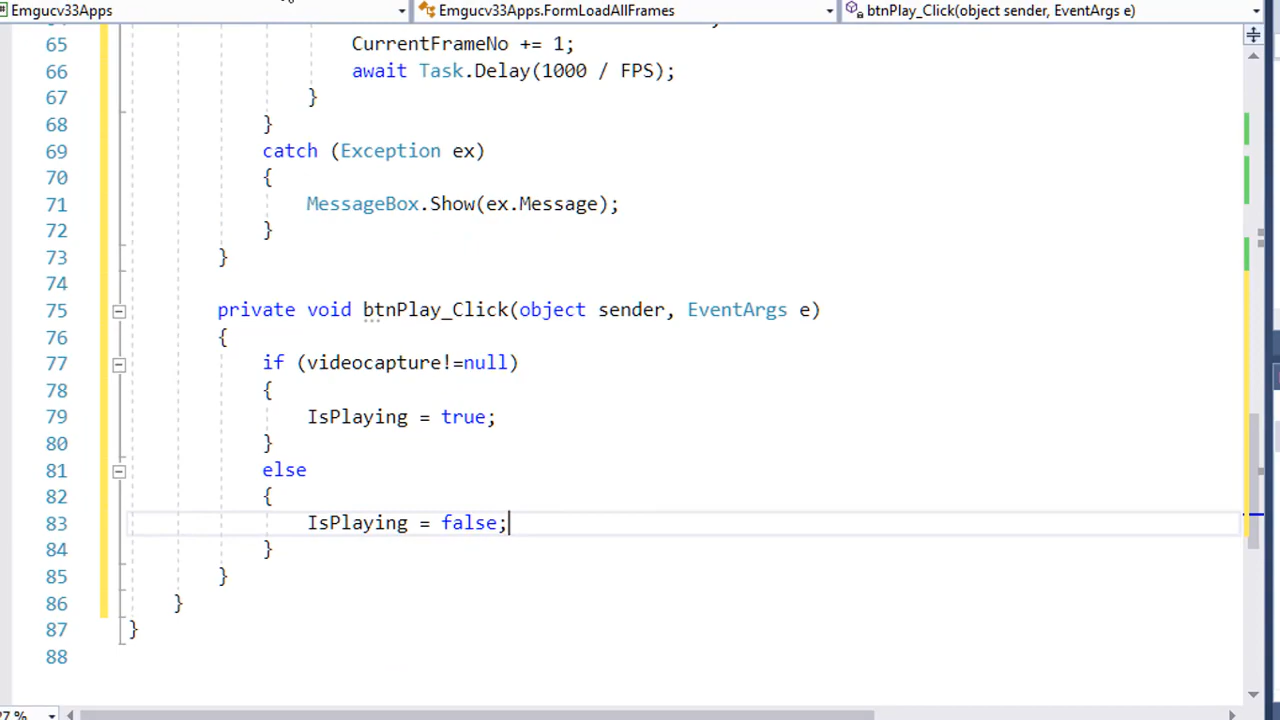 Emgucv33Apps Emgucv33Apps.FormLoadAllFrames btnPlay_Click(object sender, EventArgs e)
65 CurrentFrameNo += 1;
66 await Task.Delay(1000 / FPS);
67 }
68 }
69 catch (Exception ex)
70 {
71 MessageBox.Show(ex.Message);
72 }
73 }
74
75 private void btnPlay_Click(object sender, EventArgs e)
76 {
77 if (videocapture!=null)
78 {
79 IsPlaying = true;
80 }
81 else
82 {
83 IsPlaying = false;
84 }
85 }
86 }
87 }
88